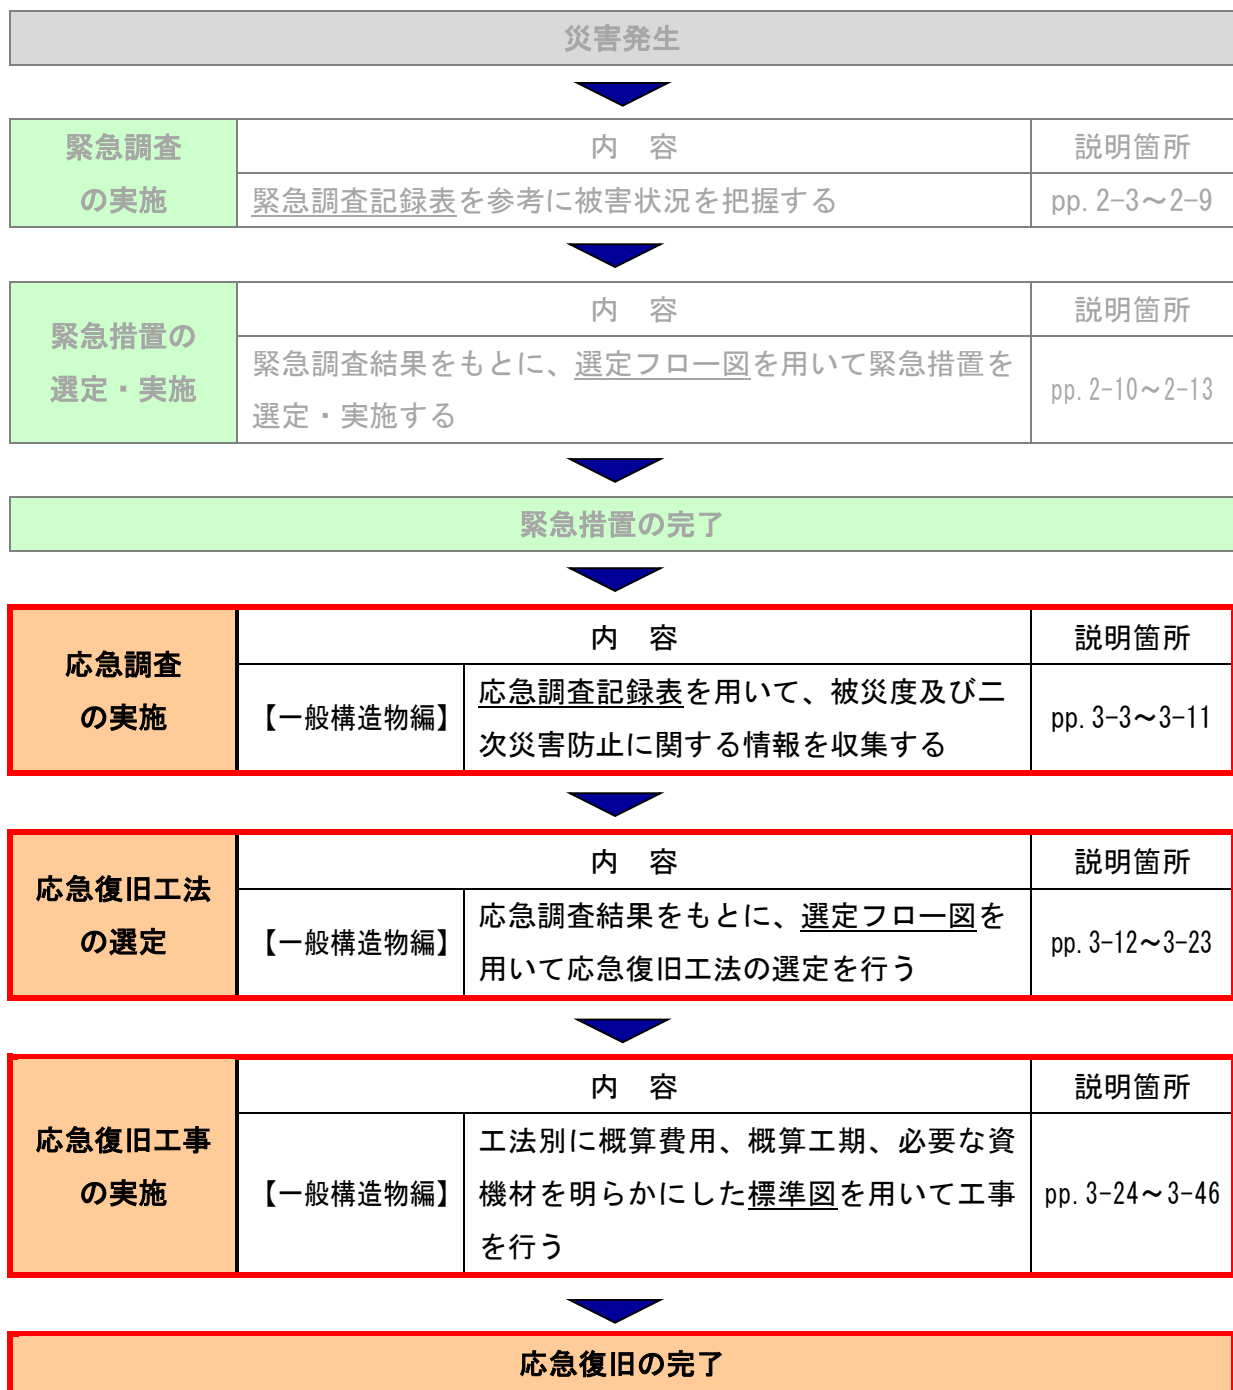 災害発生
緊急調査
の実施
内　容
説明箇所
緊急調査記録表を参考に被害状況を把握する
pp. 2-3～2-9
緊急措置の
選定・実施
内　容
説明箇所
緊急調査結果をもとに、選定フロー図を用いて緊急措置を
選定・実施する
pp. 2-10～2-13
緊急措置の完了
応急調査
の実施
内　容
説明箇所
【一般構造物編】
応急調査記録表を用いて、被災度及び二
次災害防止に関する情報を収集する
pp. 3-3～3-11
応急復旧工法
の選定
内　容
説明箇所
【一般構造物編】
応急調査結果をもとに、選定フロー図を
用いて応急復旧工法の選定を行う
pp. 3-12～3-23
応急復旧工事
の実施
内　容
説明箇所
【一般構造物編】
工法別に概算費用、概算工期、必要な資
機材を明らかにした標準図を用いて工事
を行う
pp. 3-24～3-46
応急復旧の完了